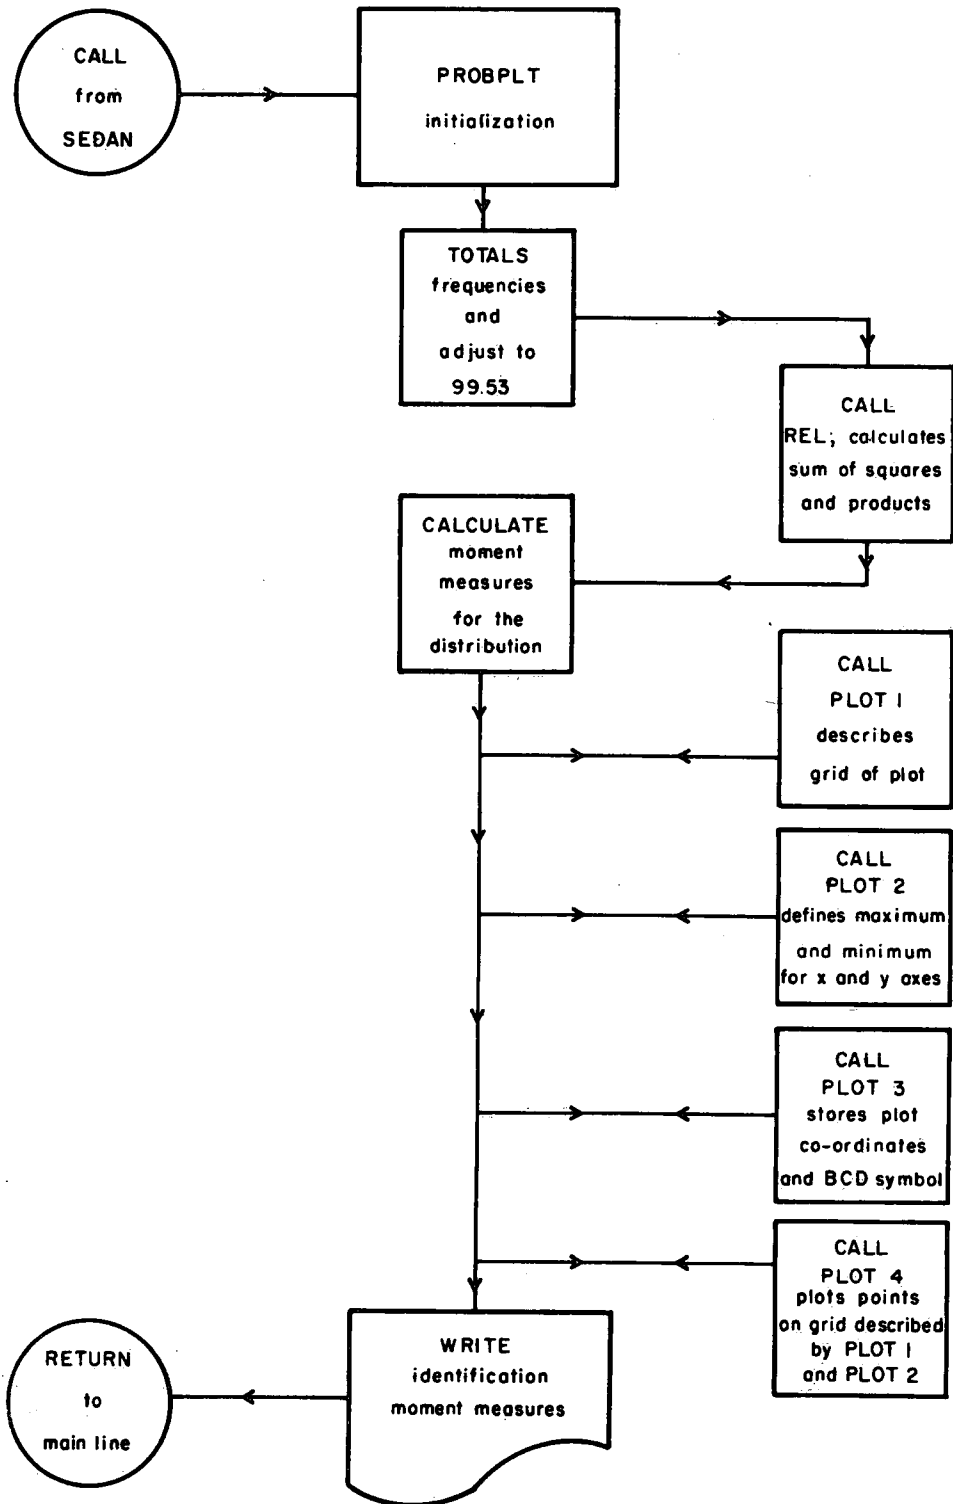 CALL
from
SEDAN
PROBPLT
initialization
TOTALS
frequencies
and
adjust to
99.53
CALL
REL; calculates
sum of squares
and products
CALCULATE
moment
measures
for the
distribution
CALL
PLOT 1
describes
grid of plot
CALL
PLOT 2
defines maximum
and minimum
for x and y axes
CALL
PLOT 3
stores plot
co-ordinates
and BCD symbol
CALL
PLOT 4
plots points
on grid described
by PLOT 1
and PLOT 2
WRITE
identification
moment measures
RETURN
to
main line